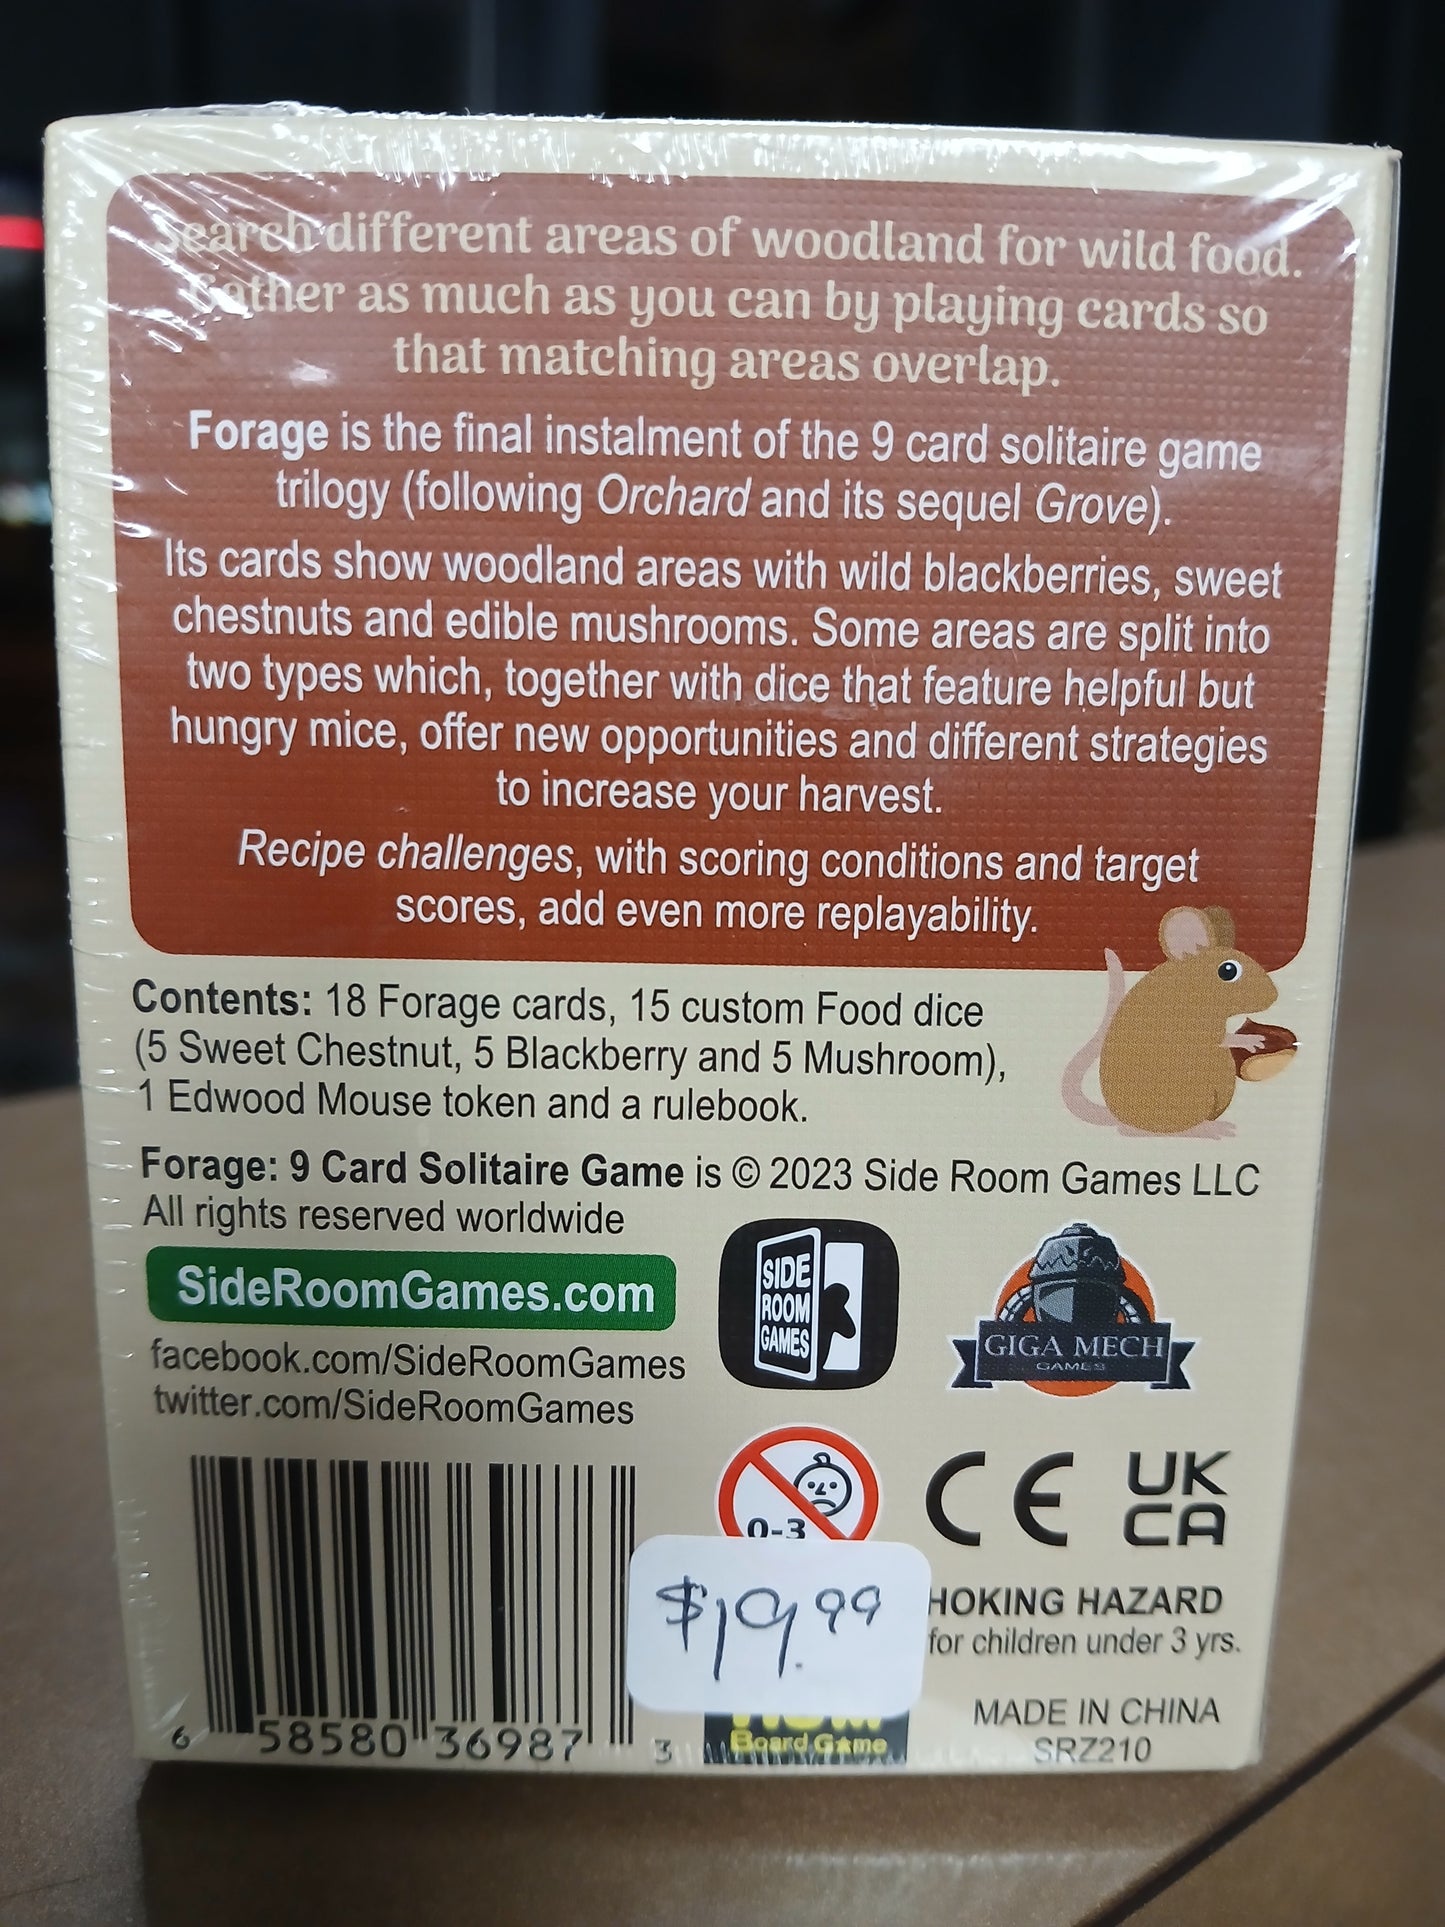 Search different areas of woodland for wild food.
Gather as much as you can by playing cards so
that matching areas overlap.
Forage is the final instalment of the 9 card solitaire game
trilogy (following Orchard and its sequel Grove).
Its cards show woodland areas with wild blackberries, sweet
chestnuts and edible mushrooms. Some areas are split into
two types which, together with dice that feature helpful but
hungry mice, offer new opportunities and different strategies
to increase your harvest.
Recipe challenges, with scoring conditions and target
scores, add even more replayability.
Contents: 18 Forage cards, 15 custom Food dice
(5 Sweet Chestnut, 5 Blackberry and 5 Mushroom),
1 Edwood Mouse token and a rulebook.
Forage: 9 Card Solitaire Game is © 2023 Side Room Games LLC
All rights reserved worldwide
SideRoomGames.com
facebook.com/SideRoomGames
twitter.com/SideRoomGames
SIDE
ROOM
GAMES
GIGA MECH
GAMES
0-3
CE
UK
CA
$19.99
HOKING HAZARD
for children under 3 yrs.
MADE IN CHINA
SRZ210
Board Game
6 58580 36987 3